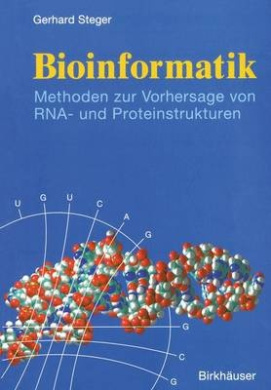 Gerhard Steger
Bioinformatik
Methoden zur Vorhersage von
RNA- und Proteinstrukturen
U G U C A G
G
C
G
Birkhäuser